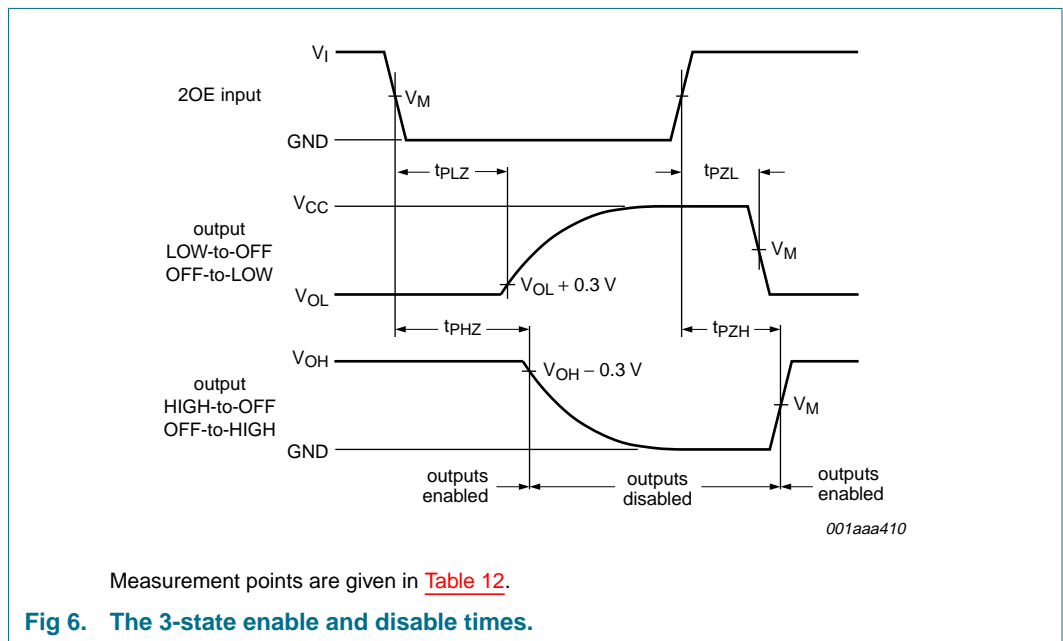 VI
2OE input
VM
GND
tPLZ
tPZL
VCC
output
LOW-to-OFF
OFF-to-LOW
VM
VOL + 0.3 V
VOL
tPHZ
tPZH
VOH
VOH − 0.3 V
output
HIGH-to-OFF
OFF-to-HIGH
VM
GND
outputs
enabled
outputs
disabled
outputs
enabled
001aaa410
Measurement points are given in Table 12.
Fig 6. The 3-state enable and disable times.